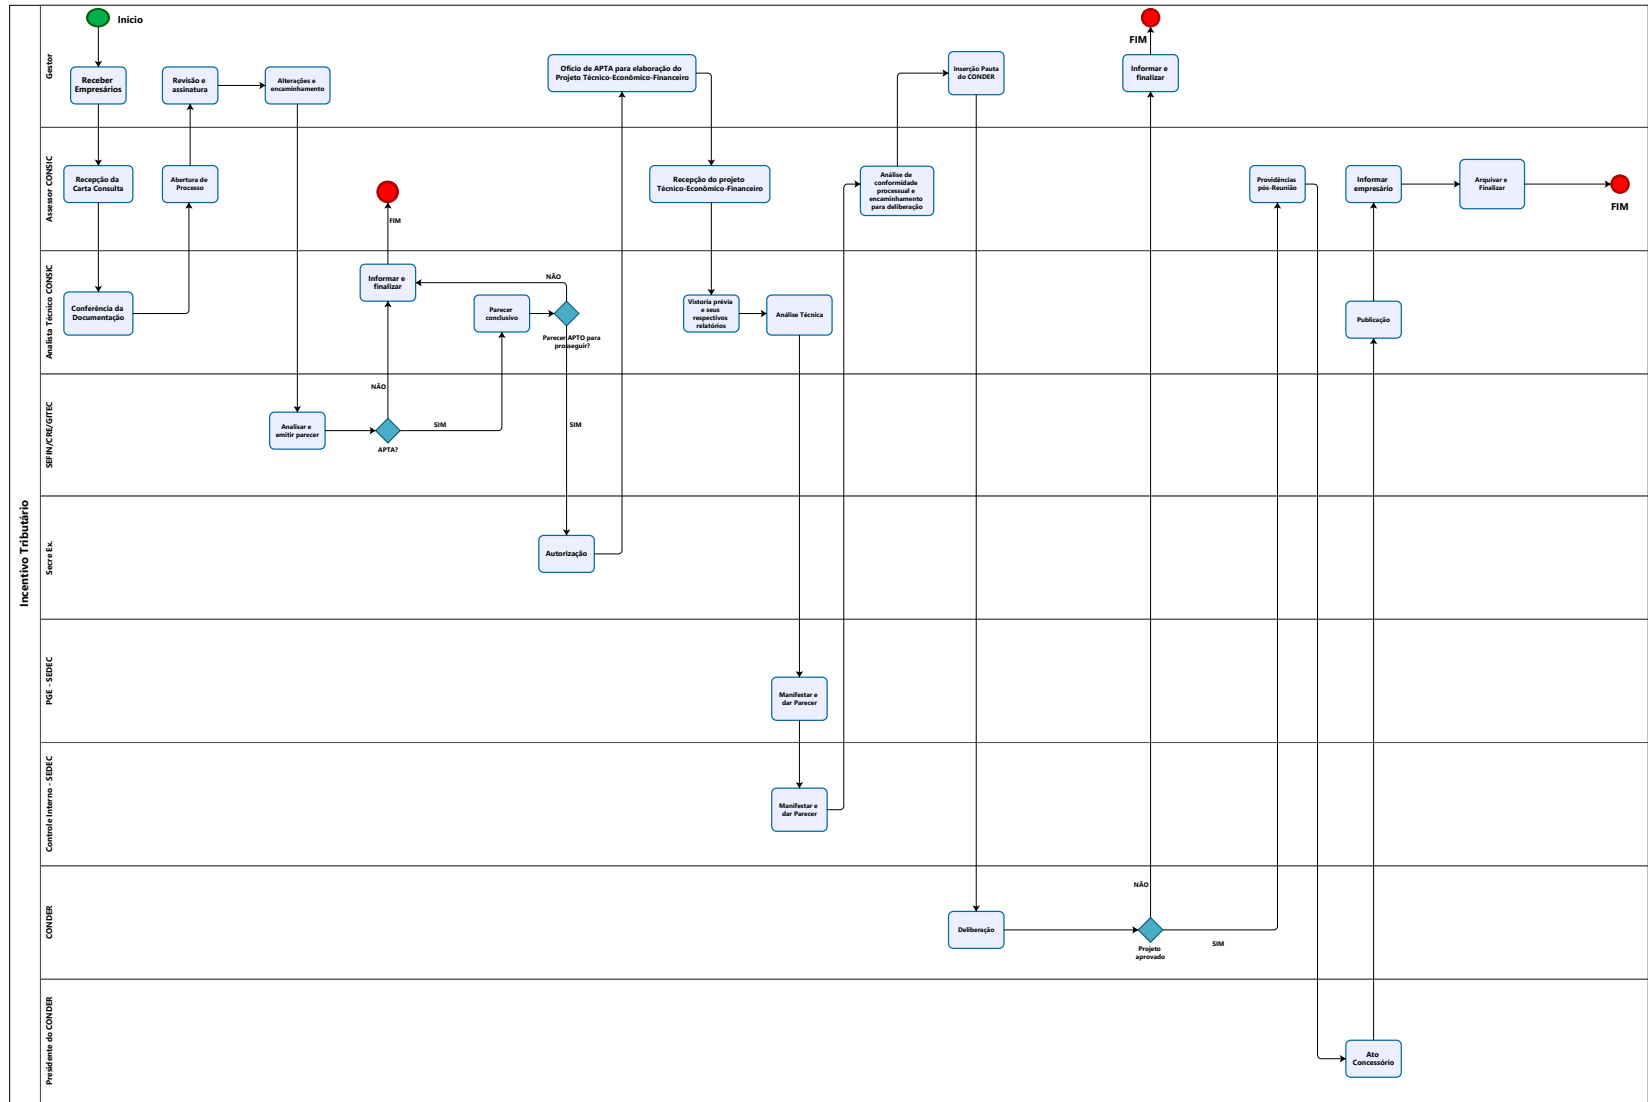 Incentivo Tributário
Gestor
Inicio
Receber
Empresários
Revisão e
assinatura
Alterações e
encaminhamento
Ofício de APTA para elaboração do
Projeto Técnico-Econômico-Financeiro
Inserção Pauta
do CONDER
FIM
Informar e
finalizar
Assessor CONSIC
Recepção da
Carta Consulta
Abertura de
Processo
FIM
Recepção do projeto
Técnico-Econômico-Financeiro
Análise de
conformidade
processual e
encaminhamento
para deliberação
Providências
pós-Reunião
Informar
empresário
Arquivar e
Finalizar
FIM
Analista Técnico CONSIC
Conferência da
Documentação
Informar e
finalizar
NÃO
Parecer
conclusivo
Parecer APTO para
prosseguir?
Vistoria prévia
e seus
respectivos
relatórios
Análise Técnica
Publicação
SEFIN/CRE/GITEC
NÃO
Analisar e
emitir parecer
APTA?
SIM
SIM
Secre Ex.
Autorização
PGE - SEDEC
Manifestar e
dar Parecer
Controle Interno - SEDEC
Manifestar e
dar Parecer
CONDER
Deliberação
NÃO
Projeto
aprovado
SIM
Presidente do CONDER
Ato
Concessório